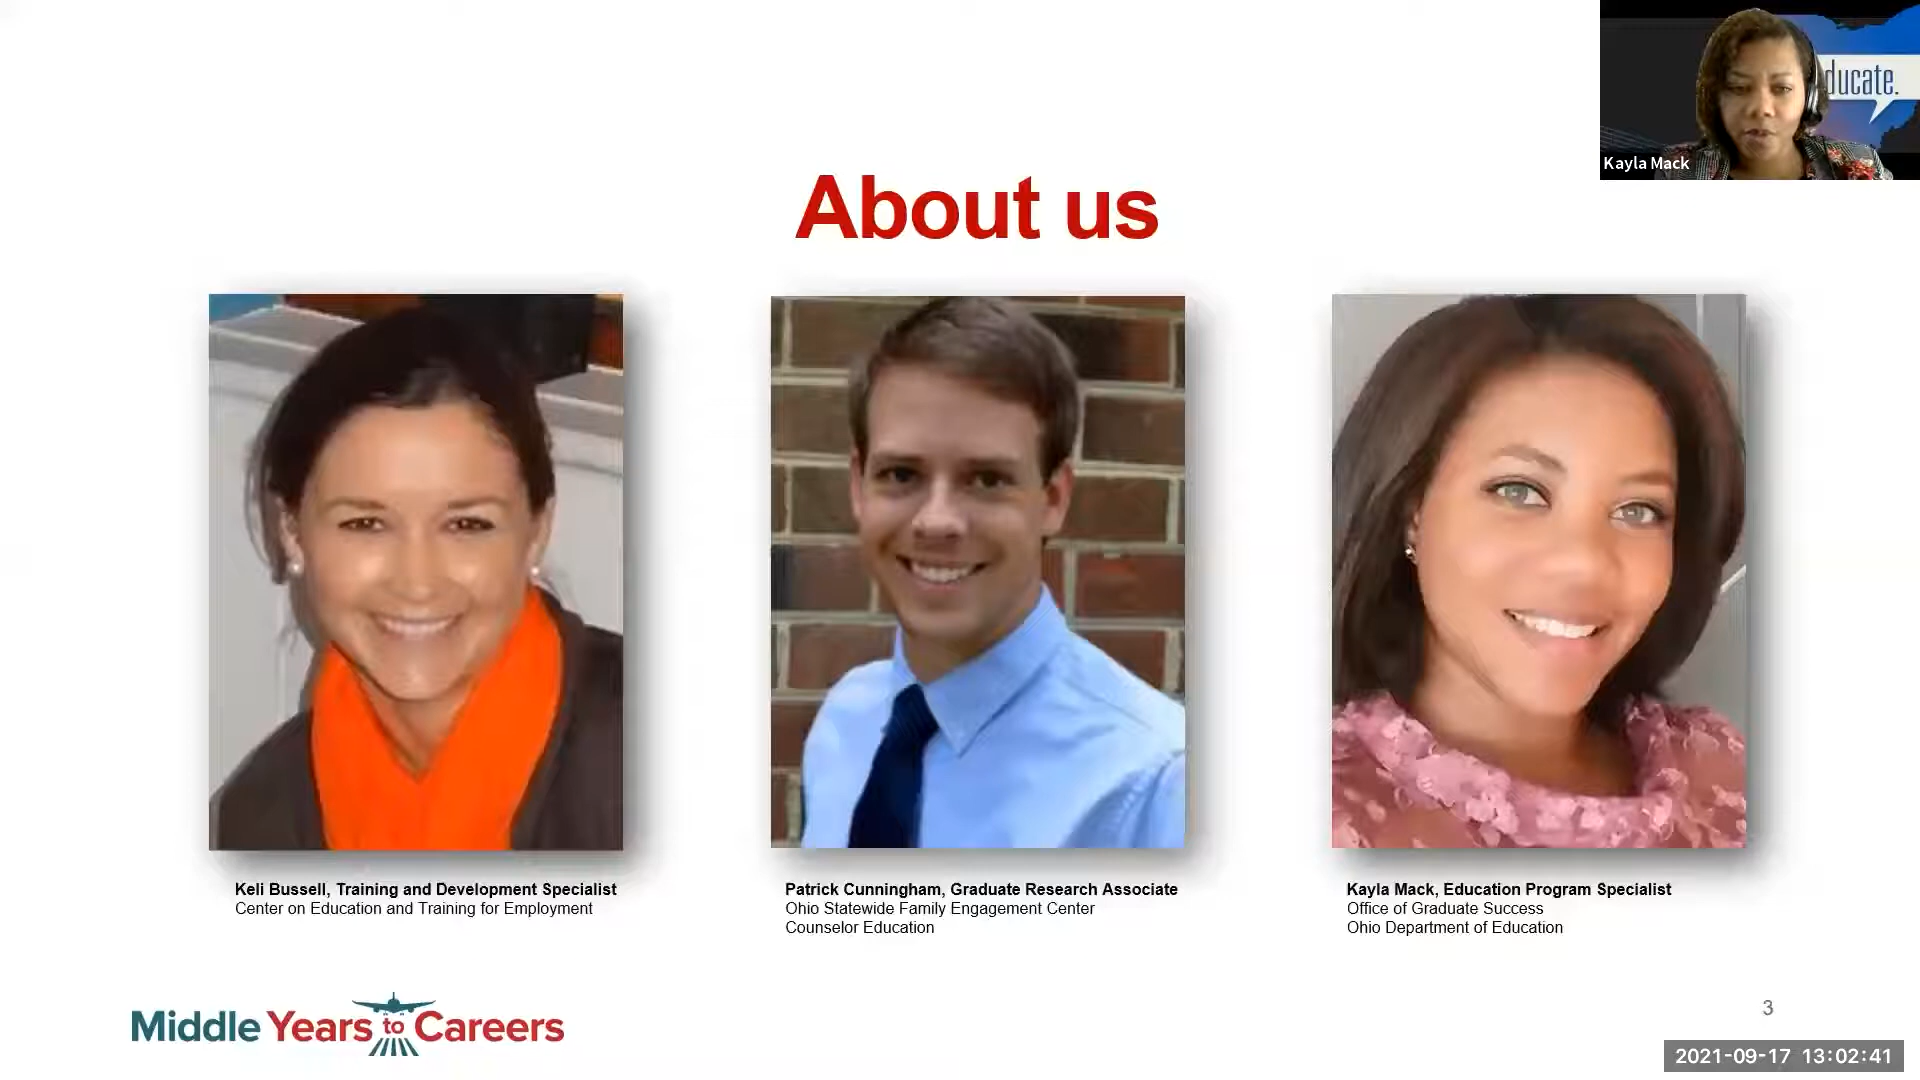 ducate.
Kayla Mack
About us
Keli Bussell, Training and Development Specialist
Center on Education and Training for Employment
Patrick Cunningham, Graduate Research Associate
Ohio Statewide Family Engagement Center
Counselor Education
Kayla Mack, Education Program Specialist
Office of Graduate Success
Ohio Department of Education
Middle Years to Careers
3
2021-09-17 13:02:41